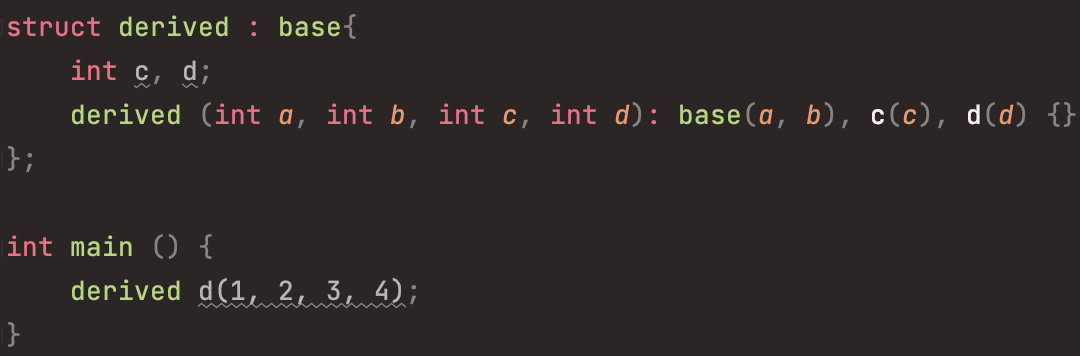 struct derived : base{
    int c, d;
    derived (int a, int b, int c, int d): base(a, b), c(c), d(d) {}
};

int main () {
    derived d(1, 2, 3, 4);
}